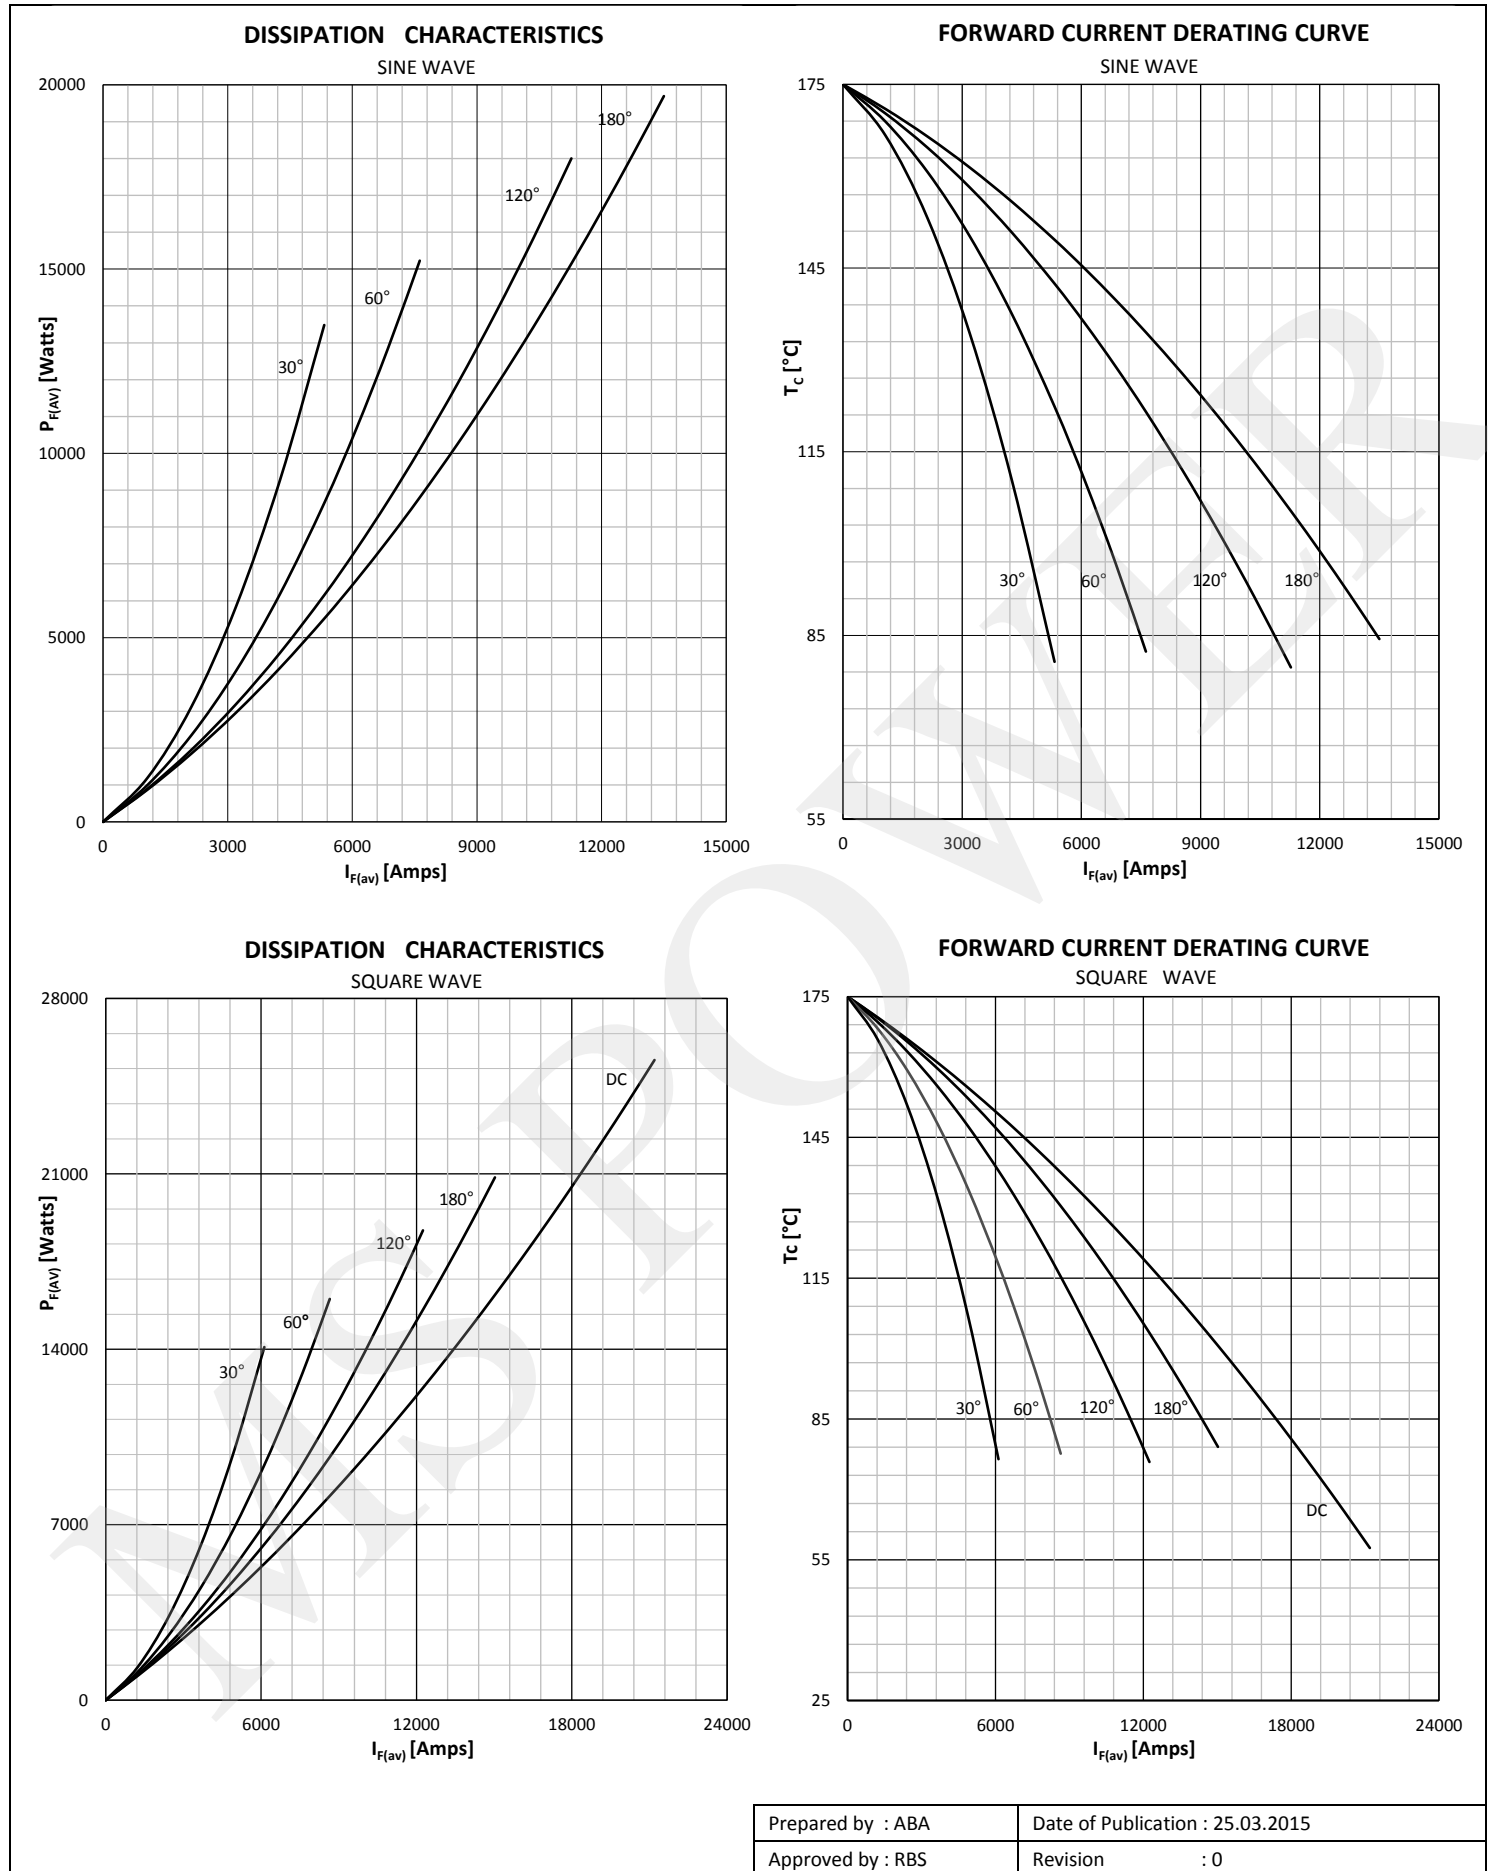 DISSIPATION CHARACTERISTICS
SINE WAVE
20000
15000
10000
5000
0
P F(AV) [Watts]
30°
60°
120°
180°
0 3000 6000 9000 12000 15000
I F(av) [Amps]
FORWARD CURRENT DERATING CURVE
SINE WAVE
175
145
115
85
55
T C [°C]
30° 60° 120° 180°
0 3000 6000 9000 12000 15000
I F(av) [Amps]
DISSIPATION CHARACTERISTICS
SQUARE WAVE
28000
21000
14000
7000
0
P F(AV) [Watts]
30°
60°
120°
180°
DC
0 6000 12000 18000 24000
I F(av) [Amps]
FORWARD CURRENT DERATING CURVE
SQUARE WAVE
175
145
115
85
55
25
Tc [°C]
30° 60° 120° 180°
DC
0 6000 12000 18000 24000
I F(av) [Amps]
MS POWER
Prepared by : ABA Date of Publication : 25.03.2015
Approved by : RBS Revision : 0